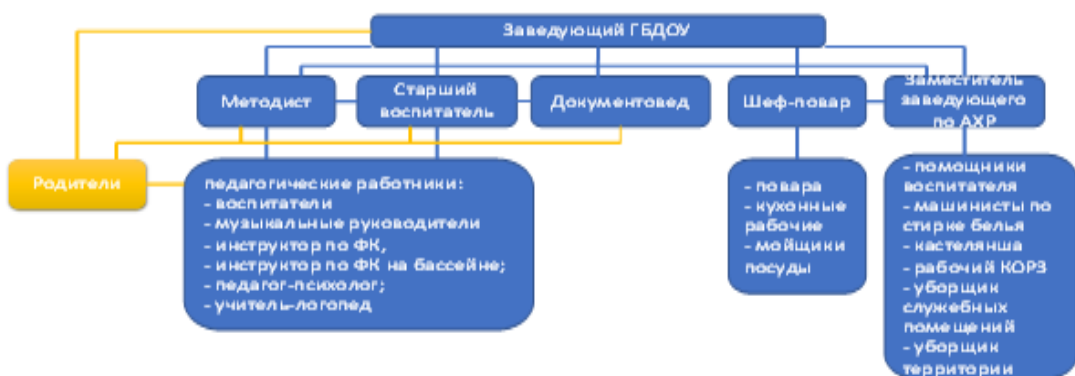 Заведующий ГБДОУ
Методист
Старший
воспитатель
Документовед
Шеф-повар
Заместитель
заведующего
по АХР
Родители
педагогические работники:
- воспитатели
- музыкальные руководители
- инструктор по ФК,
- инструктор по ФК на бассейне;
- педагог-психолог;
- учитель-логопед
- повара
- кухонные
рабочие
- мойщики
посуды
- помощники
воспитателя
- машинисты по
стирке белья
- кастелянша
- рабочий КОРЗ
- уборщик
служебных
помещений
- уборщик
территории